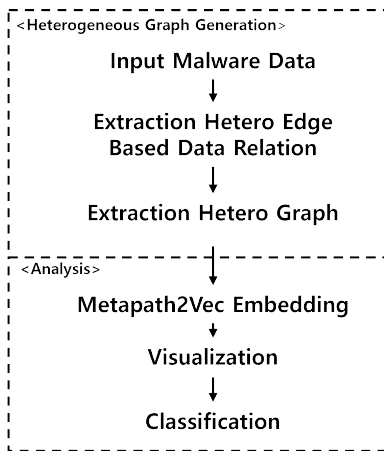 <Heterogeneous Graph Generation>
Input Malware Data
Extraction Hetero Edge
Based Data Relation
Extraction Hetero Graph
<Analysis>
Metapath2Vec Embedding
Visualization
Classification